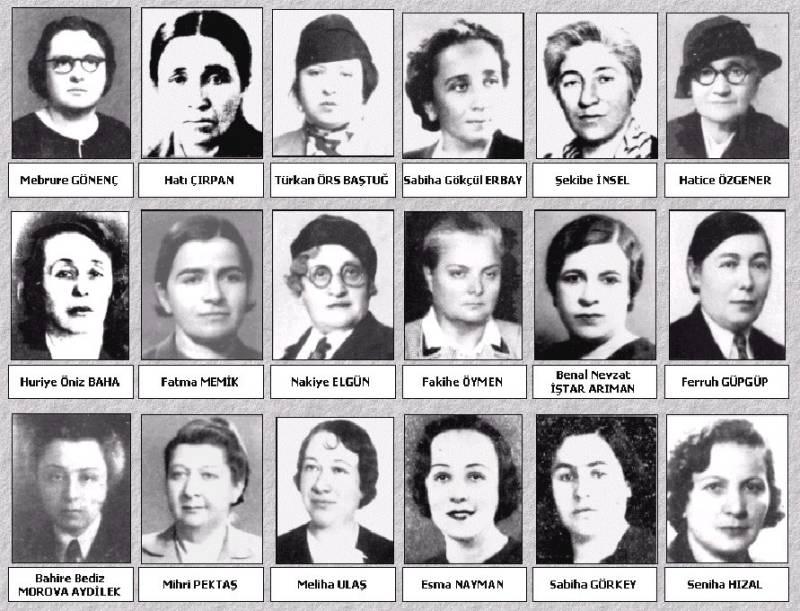 Mebrure GÖNENÇ
Hatı ÇIRPAN
Türkan ÖRS BAŞTUĞ
Sabiha Gökçül ERBAY
Şekibe İNSEL
Hatice ÖZGENER
Huriye Öniz BAHA
Fatma MEMİK
Nakiye ELGÜN
Fakihe ÖYMEN
Benal Nevzat
İŞTAR ARIMAN
Ferruh GÜPGÜP
Bahire Bediz
MOROVA AYDİLEK
Mihri PEKTAŞ
Meliha ULAŞ
Esma NAYMAN
Sabiha GÖRKEY
Seniha HIZAL